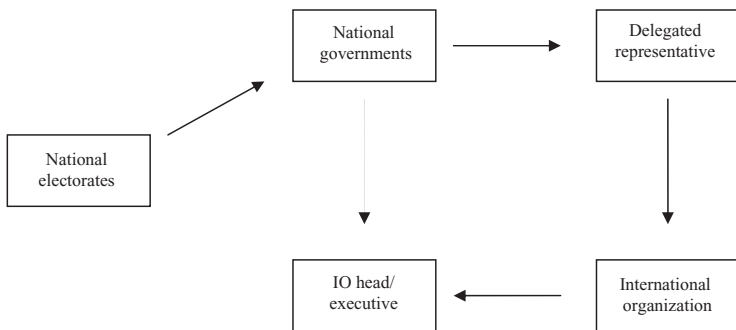 National
governments
Delegated
representative
National
electorates
IO head/
executive
International
organization